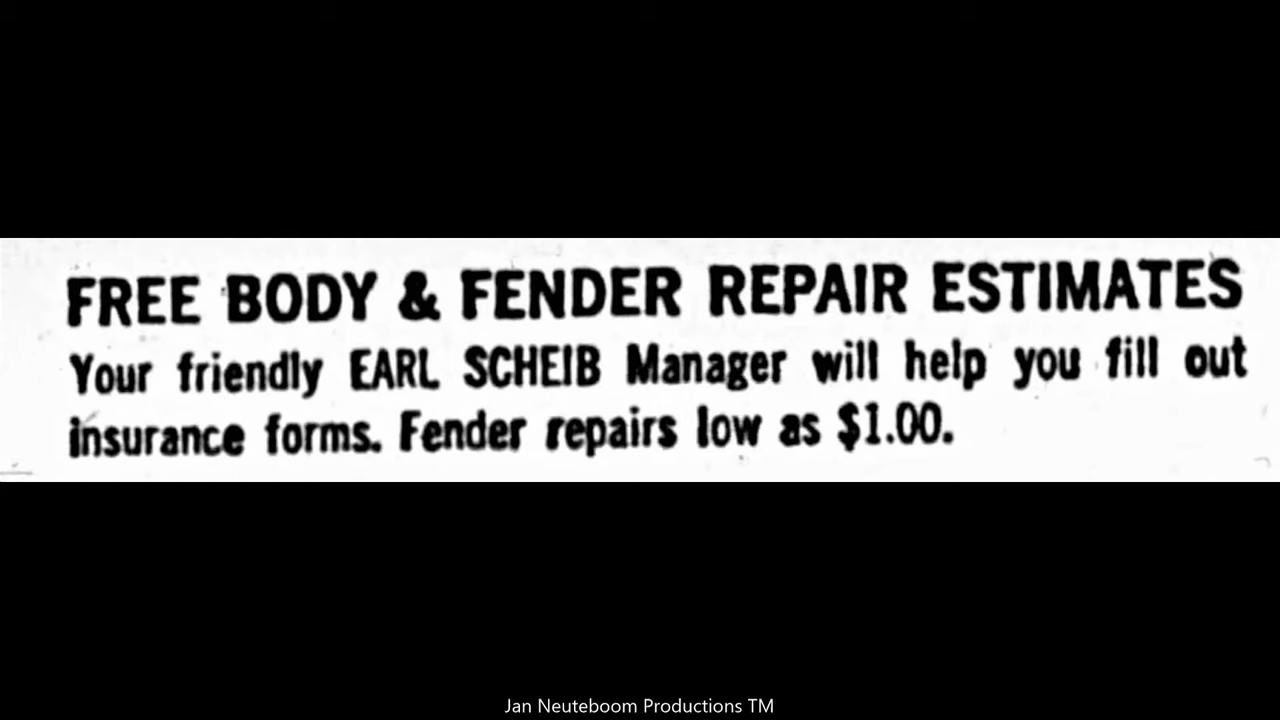 FREE BODY & FENDER REPAIR ESTIMATES
Your friendly EARL SCHEIB Manager will help you fill out
insurance forms. Fender repairs low as $1.00.
Jan Neuteboom Productions TM